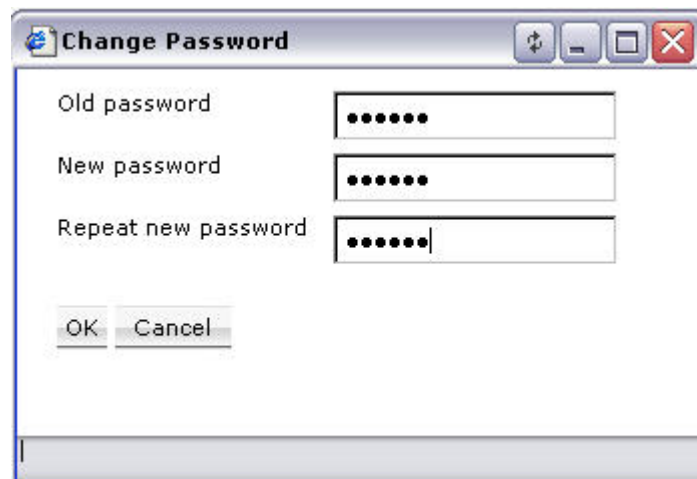 Change Password
Old password ••••••
New password ••••••
Repeat new password ••••••
OK Cancel